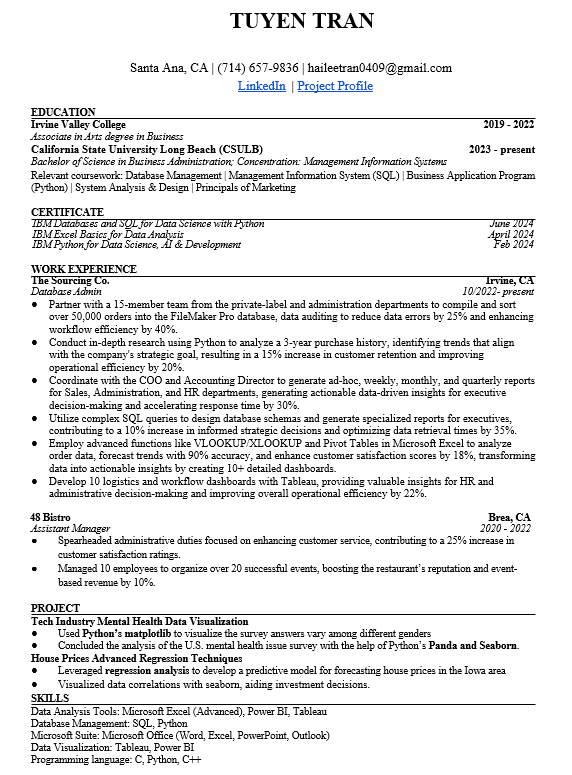 TUYEN TRAN
Santa Ana, CA | (714) 657-9836 | haileetran0409@gmail.com
LinkedIn | Project Profile
EDUCATION
Irvine Valley College 2019 - 2022
Associate in Arts degree in Business
California State University Long Beach (CSULB) 2023 - present
Bachelor of Science in Business Administration; Concentration: Management Information Systems
Relevant coursework: Database Management | Management Information System (SQL) | Business Application Program
(Python) | System Analysis & Design | Principals of Marketing
CERTIFICATE
IBM Databases and SQL for Data Science with Python June 2024
IBM Excel Basics for Data Analysis April 2024
IBM Python for Data Science, AI & Development Feb 2024
WORK EXPERIENCE
The Sourcing Co. Irvine, CA
Database Admin 10/2022- present
● Partner with a 15-member team from the private-label and administration departments to compile and sort
over 50,000 orders into the FileMaker Pro database, data auditing to reduce data errors by 25% and enhancing
workflow efficiency by 40%.
● Conduct in-depth research using Python to analyze a 3-year purchase history, identifying trends that align
with the company's strategic goal, resulting in a 15% increase in customer retention and improving
operational efficiency by 20%.
● Coordinate with the COO and Accounting Director to generate ad-hoc, weekly, monthly, and quarterly reports
for Sales, Administration, and HR departments, generating actionable data-driven insights for executive
decision-making and accelerating response time by 30%.
● Utilize complex SQL queries to design database schemas and generate specialized reports for executives,
contributing to a 10% increase in informed strategic decisions and optimizing data retrieval times by 35%.
● Employ advanced functions like VLOOKUP/XLOOKUP and Pivot Tables in Microsoft Excel to analyze
order data, forecast trends with 90% accuracy, and enhance customer satisfaction scores by 18%, transforming
data into actionable insights by creating 10+ detailed dashboards.
● Develop 10 logistics and workflow dashboards with Tableau, providing valuable insights for HR and
administrative decision-making and improving overall operational efficiency by 22%.
48 Bistro Brea, CA
Assistant Manager 2020 - 2022
● Spearheaded administrative duties focused on enhancing customer service, contributing to a 25% increase in
customer satisfaction ratings.
● Managed 10 employees to organize over 20 successful events, boosting the restaurant's reputation and event-
based revenue by 10%.
PROJECT
Tech Industry Mental Health Data Visualization
● Used Python's matplotlib to visualize the survey answers vary among different genders
● Concluded the analysis of the U.S. mental health issue survey with the help of Python's Panda and Seaborn.
House Prices Advanced Regression Techniques
● Leveraged regression analysis to develop a predictive model for forecasting house prices in the Iowa area
● Visualized data correlations with seaborn, aiding investment decisions.
SKILLS
Data Analysis Tools: Microsoft Excel (Advanced), Power BI, Tableau
Database Management: SQL, Python
Microsoft Suite: Microsoft Office (Word, Excel, PowerPoint, Outlook)
Data Visualization: Tableau, Power BI
Programming language: C, Python, C++